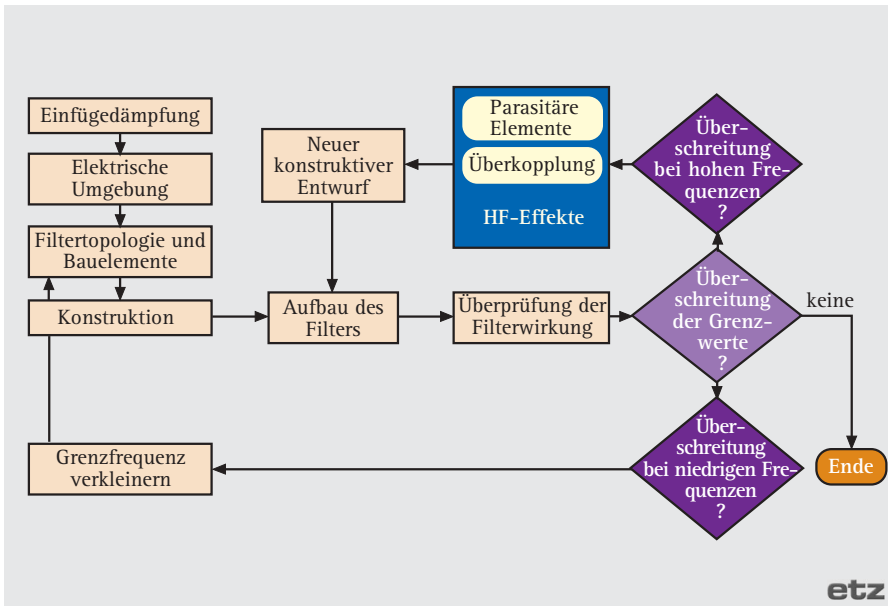 Einfügedämpfung
Elektrische
Umgebung
Filtertopologie und
Bauelemente
Konstruktion
Grenzfrequenz
verkleinern
Neuer
konstruktiver
Entwurf
Aufbau des
Filters
Parasitäre
Elemente
Überkopplung
HF-Effekte
Überprüfung der
Filterwirkung
Über-
schreitung
bei hohen Fre-
quenzen
?
Über-
schreitung
der Grenz-
werte
?
Über-
schreitung
bei niedrigen Fre-
quenzen
?
keine
Ende
etz